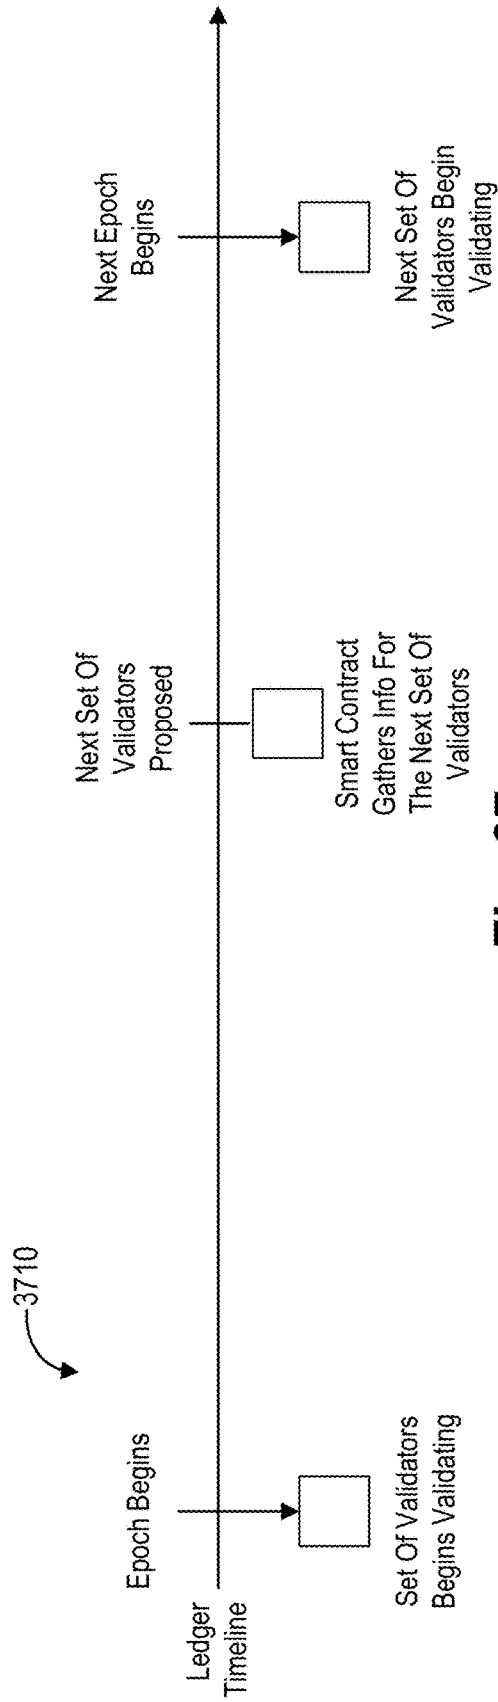 3710
Ledger
Timeline
Epoch Begins
Set Of Validators
Begins Validating
Next Set Of
Validators
Proposed
Smart Contract
Gathers Info For
The Next Set Of
Validators
Next Epoch
Begins
Next Set Of
Validators Begin
Validating